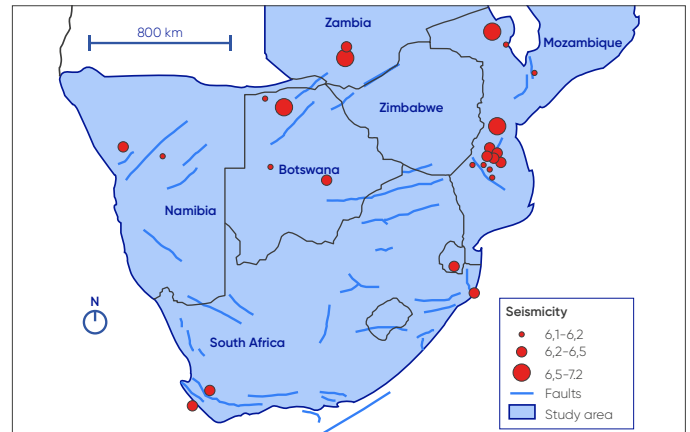 Zambia
800 km
Mozambique
Zimbabwe
Botswana
Namibia
N
Seismicity
6,1-6,2
6,2-6,5
6,5-7.2
Faults
Study area
South Africa